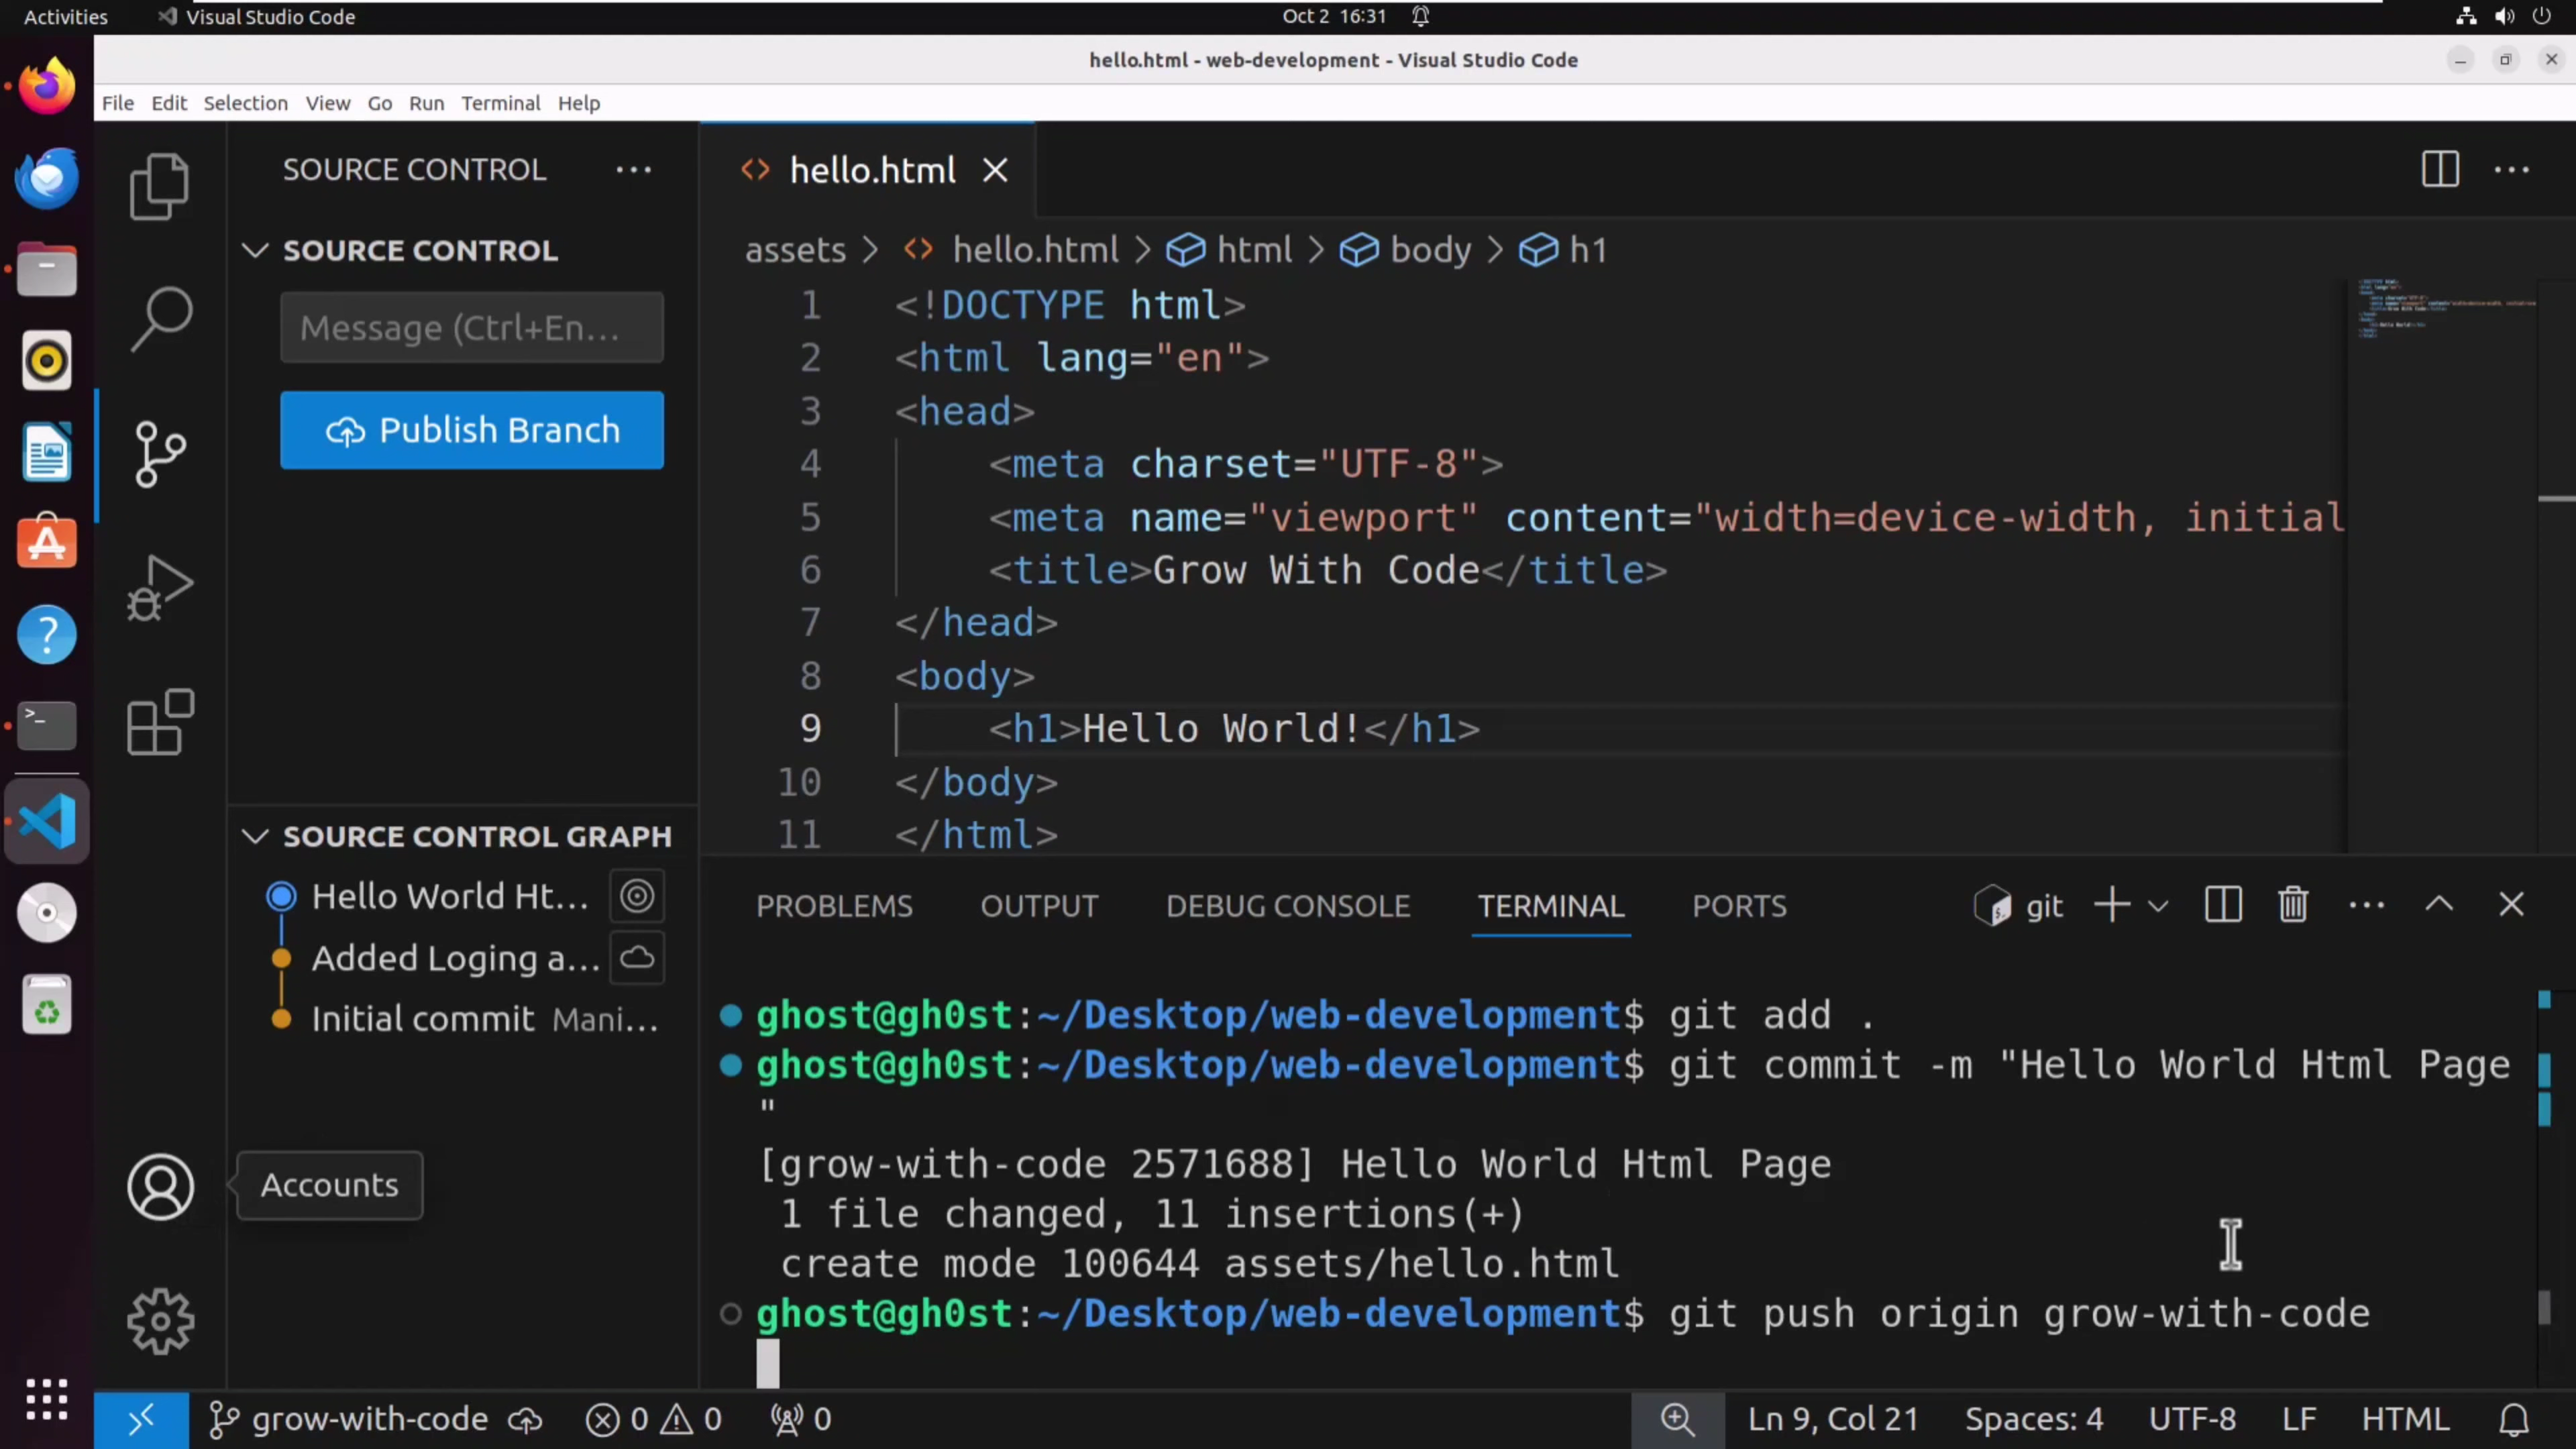 Activities Visual Studio Code Oct 2 16:31
hello.html - web-development - Visual Studio Code
File Edit Selection View Go Run Terminal Help
SOURCE CONTROL ···
SOURCE CONTROL
Message (Ctrl+En...
Publish Branch
SOURCE CONTROL GRAPH
Hello World Ht...
Added Loging a...
Initial commit Mani...
Accounts
hello.html
assets > <> hello.html > html > body > h1
1 <!DOCTYPE html>
2 <html lang="en">
3 <head>
4 <meta charset="UTF-8">
5 <meta name="viewport" content="width=device-width, initial
6 <title>Grow With Code</title>
7 </head>
8 <body>
9 <h1>Hello World!</h1>
10 </body>
11 </html>
PROBLEMS OUTPUT DEBUG CONSOLE TERMINAL PORTS git
ghost@gh0st:~/Desktop/web-development$ git add .
ghost@gh0st:~/Desktop/web-development$ git commit -m "Hello World Html Page
"
[grow-with-code 2571688] Hello World Html Page
1 file changed, 11 insertions(+)
create mode 100644 assets/hello.html
ghost@gh0st:~/Desktop/web-development$ git push origin grow-with-code
grow-with-code 0 0 0 Ln 9, Col 21 Spaces: 4 UTF-8 LF HTML